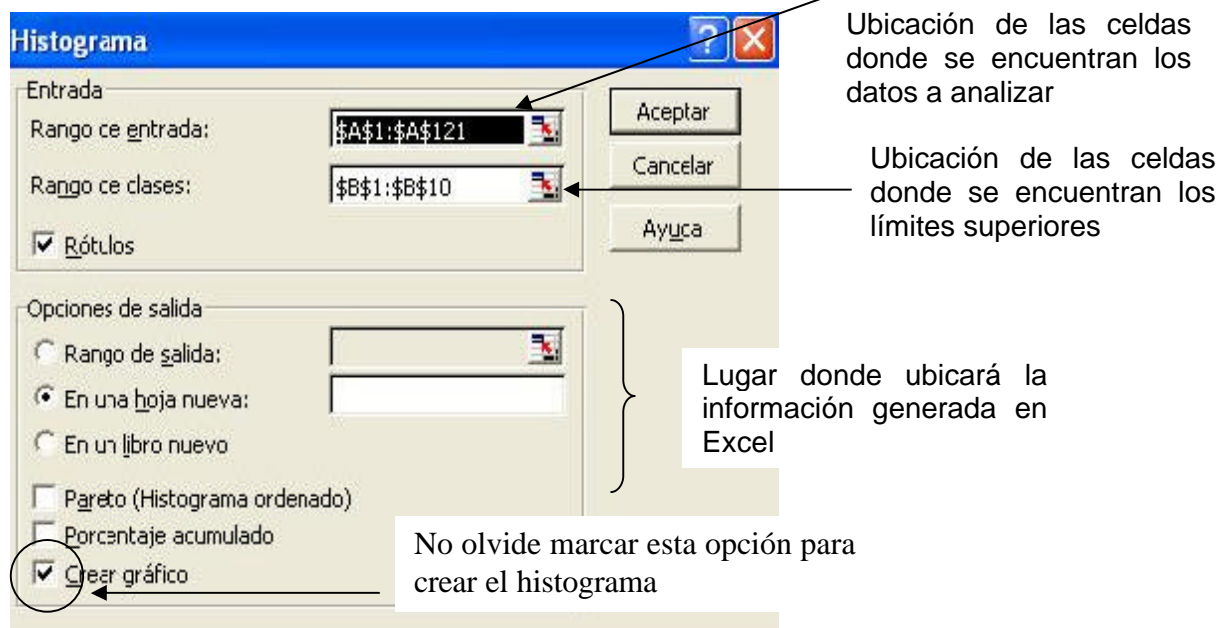 Histograma
Entrada
Rango ce entrada:
$A$1:$A$121
Rango ce clases:
$B$1:$B$10
Rótulos
Aceptar
Cancelar
Ayuca
Ubicación de las celdas
donde se encuentran los
datos a analizar
Ubicación de las celdas
donde se encuentran los
límites superiores
Opciones de salida
Rango de salida:
En una hoja nueva:
En un libro nuevo
Pareto (Histograma ordenado)
Porcentaje acumulado
Crear gráfico
Lugar donde ubicará la
información generada en
Excel
No olvide marcar esta opción para
crear el histograma